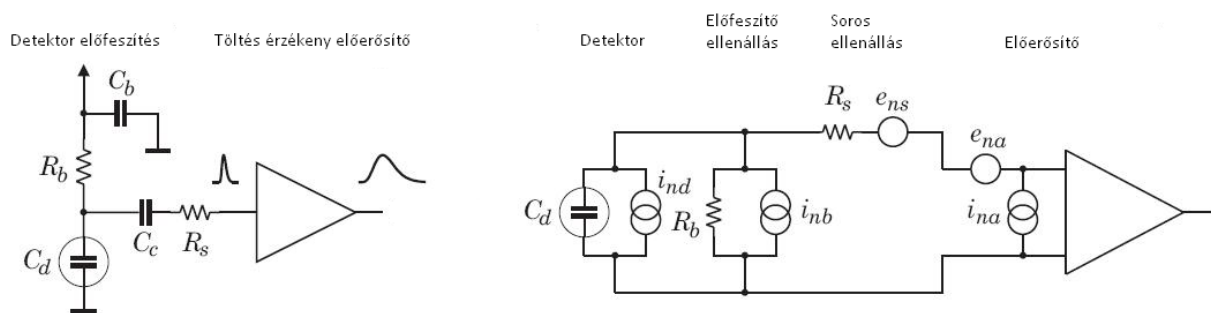 Detektor előfeszítés
Töltés érzékeny előerősítő
C_b
R_b
C_c
R_s
C_d
Detektor
Előfeszítő
ellenállás
Soros
ellenállás
Előerősítő
R_s
e_ns
e_na
i_nd
C_d
R_b
i_nb
i_na